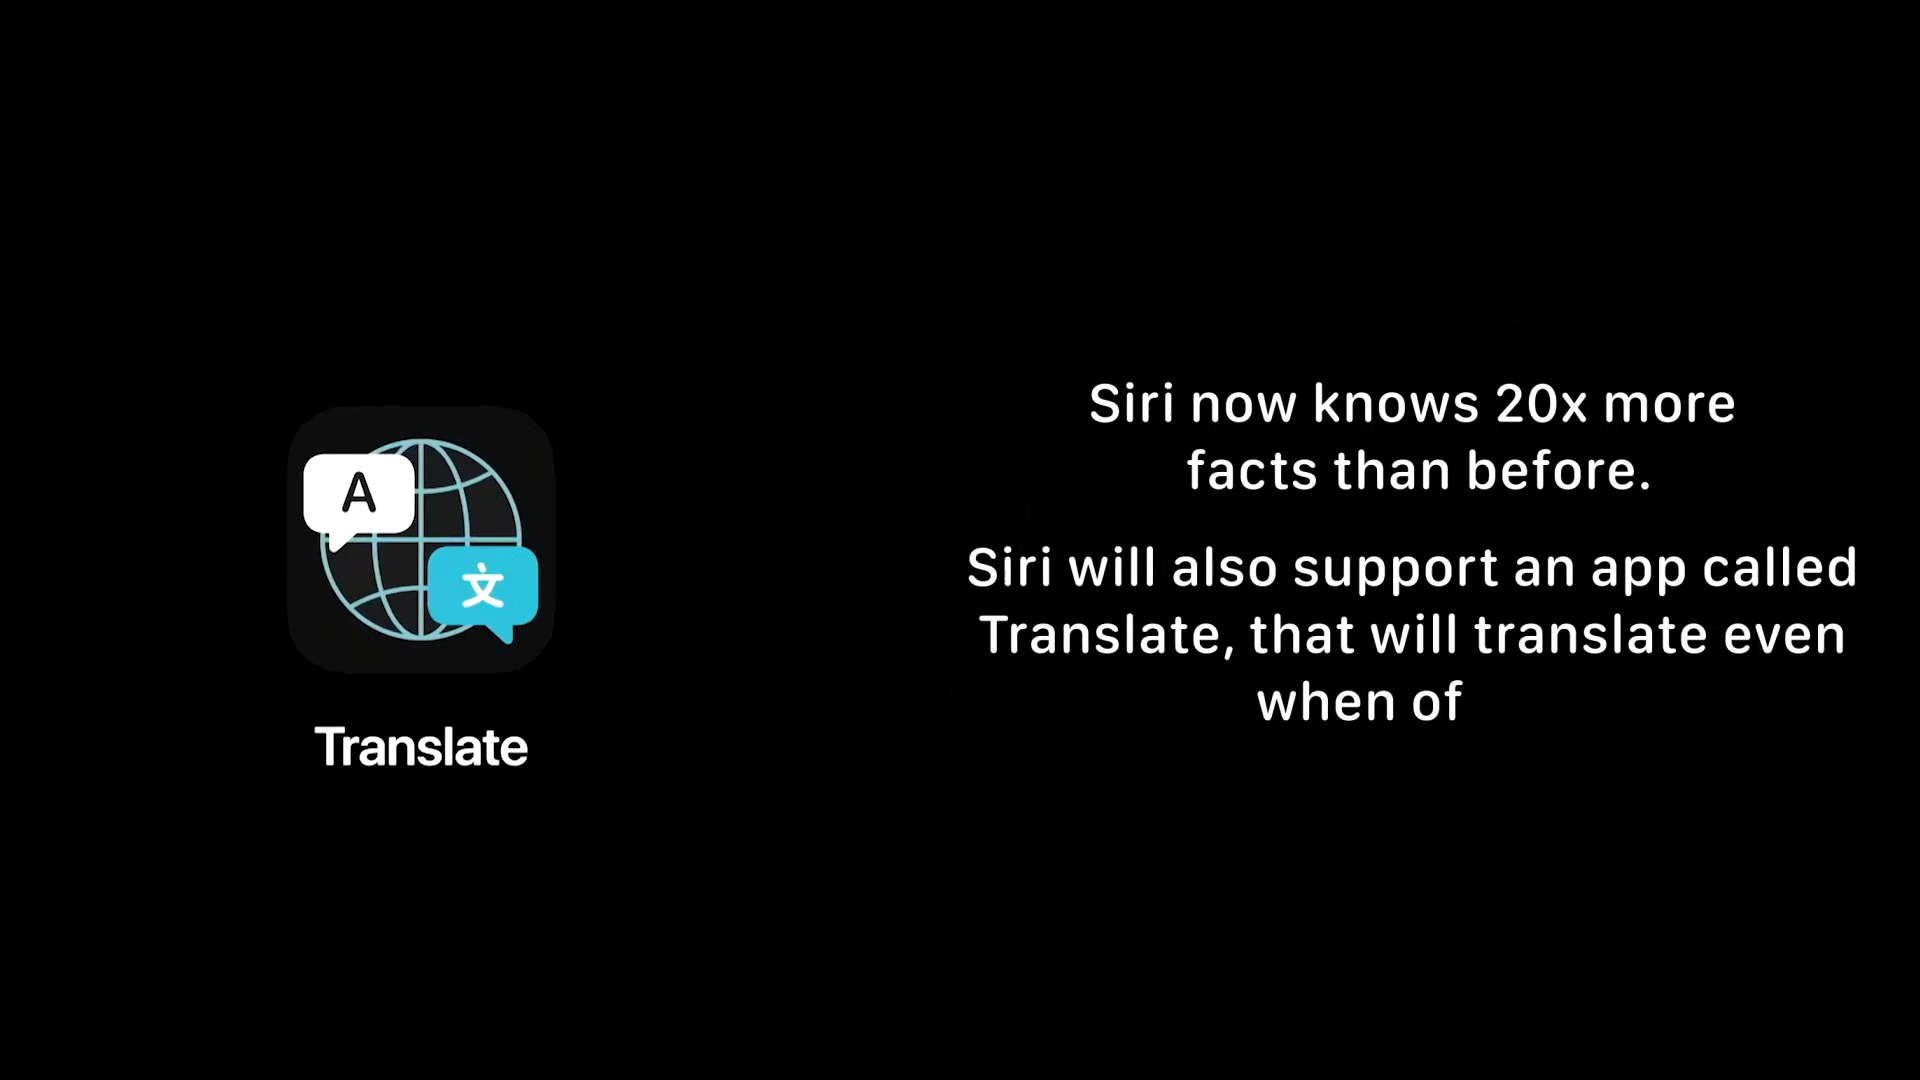 A
文
Translate
Siri now knows 20x more
facts than before.
Siri will also support an app called
Translate, that will translate even
when of